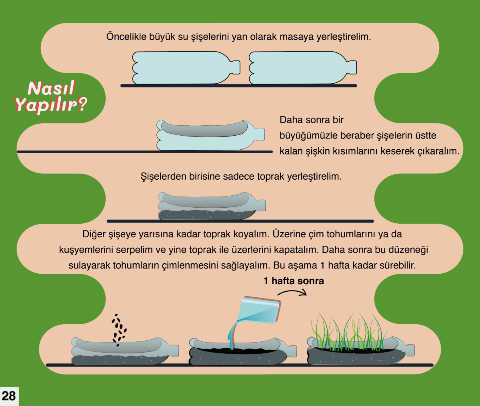 Öncelikle büyük su şişelerini yan olarak masaya yerleştirelim.
Nasıl
Yapılır?
Daha sonra bir
büyüğümüzle beraber şişelerin üstte
kalan şişkin kısımlarını keserek çıkaralım.
Şişelerden birisine sadece toprak yerleştirelim.
Diğer şişeye yarısına kadar toprak koyalım. Üzerine çim tohumlarını ya da
kuşyemlerini serpelim ve yine toprak ile üzerlerini kapatalım. Daha sonra bu düzeneği
sulayarak tohumların çimlenmesini sağlayalım. Bu aşama 1 hafta kadar sürebilir.
1 hafta sonra
28